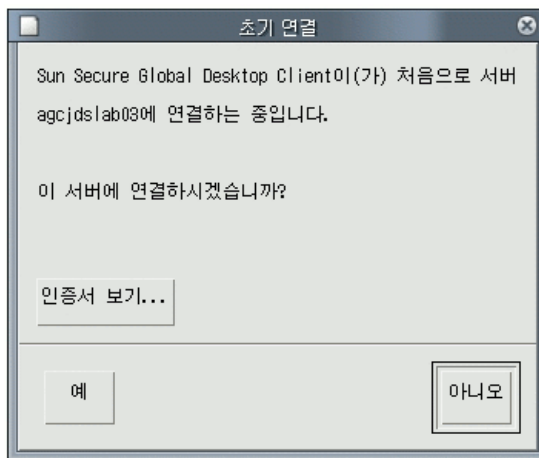 초기 연결
Sun Secure Global Desktop Client이(가) 처음으로 서버
agcjdslab03에 연결하는 중입니다.
이 서버에 연결하시겠습니까?
인증서 보기...
예
아니오